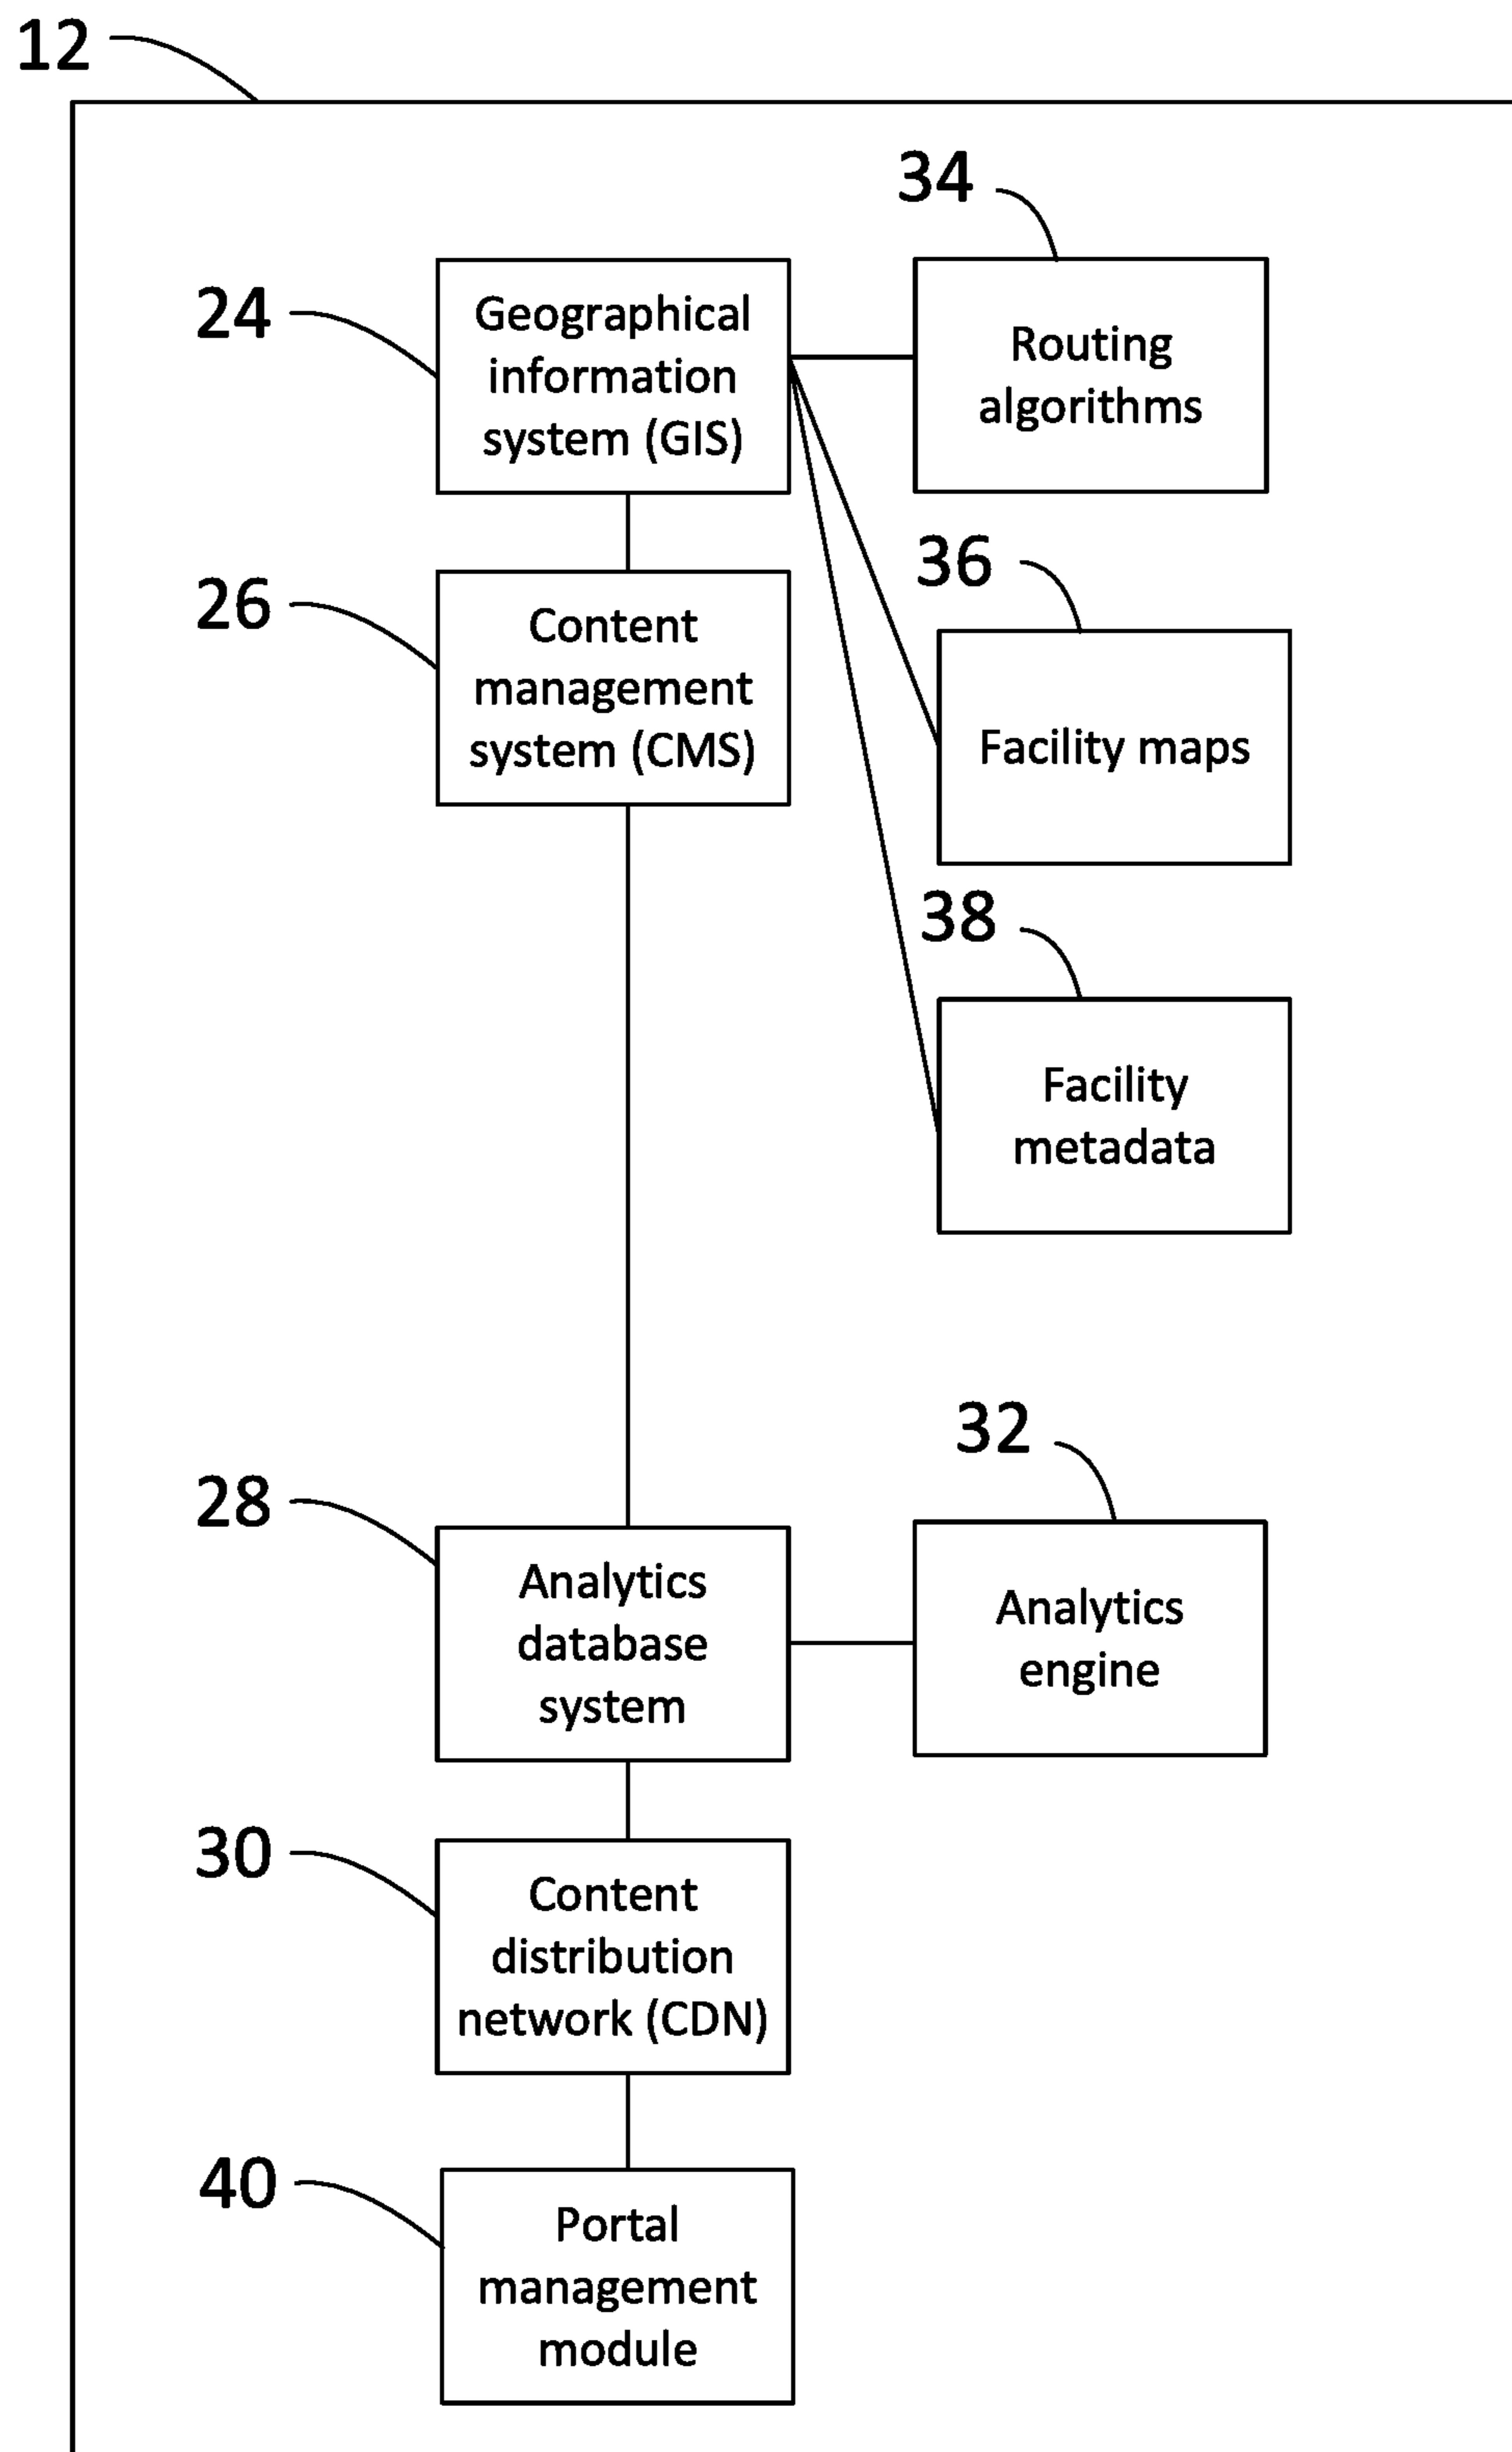 12
34
24
Geographical
information
system (GIS)
Routing
algorithms
36
26
Content
management
system (CMS)
Facility maps
38
Facility
metadata
32
28
Analytics
database
system
Analytics
engine
30
Content
distribution
network (CDN)
40
Portal
management
module